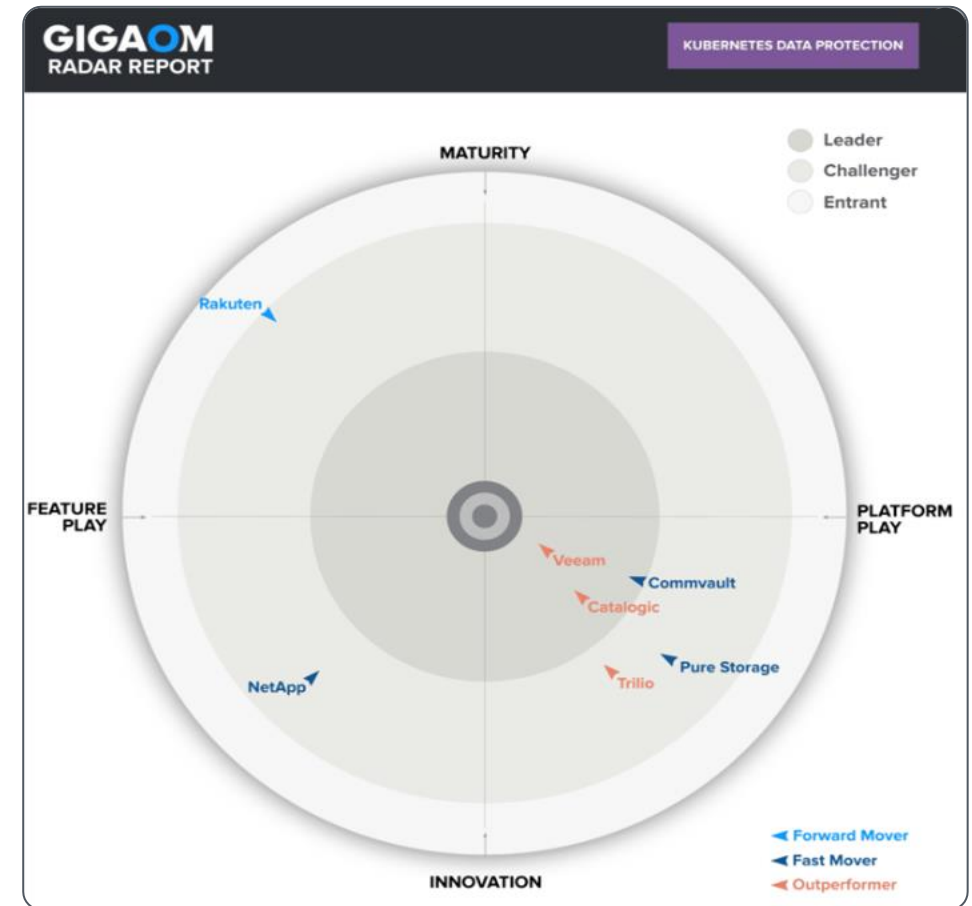 GIGAOM
RADAR REPORT
KUBERNETES DATA PROTECTION
Leader
Challenger
Entrant
MATURITY
Rakuten
FEATURE
PLAY
PLATFORM
PLAY
Veeam
Commvault
Catalogic
Pure Storage
Trilio
NetApp
Forward Mover
Fast Mover
Outperformer
INNOVATION